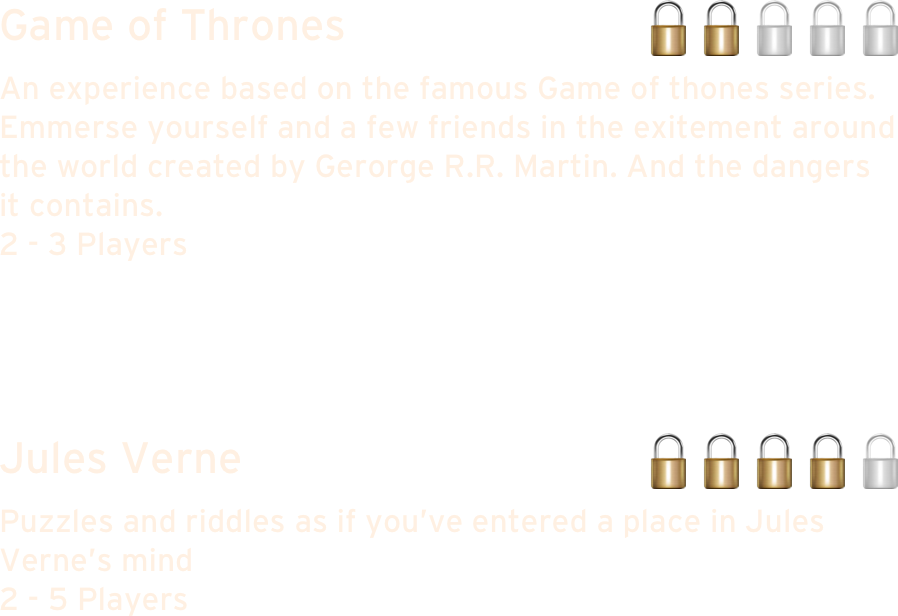 Game of Thrones
An experience based on the famous Game of thones series.
Emmerse yourself and a few friends in the exitement around
the world created by Gerorge R.R. Martin. And the dangers
it contains.
2 - 3 Players
Jules Verne
Puzzles and riddles as if you've entered a place in Jules
Verne's mind
2 - 5 Players